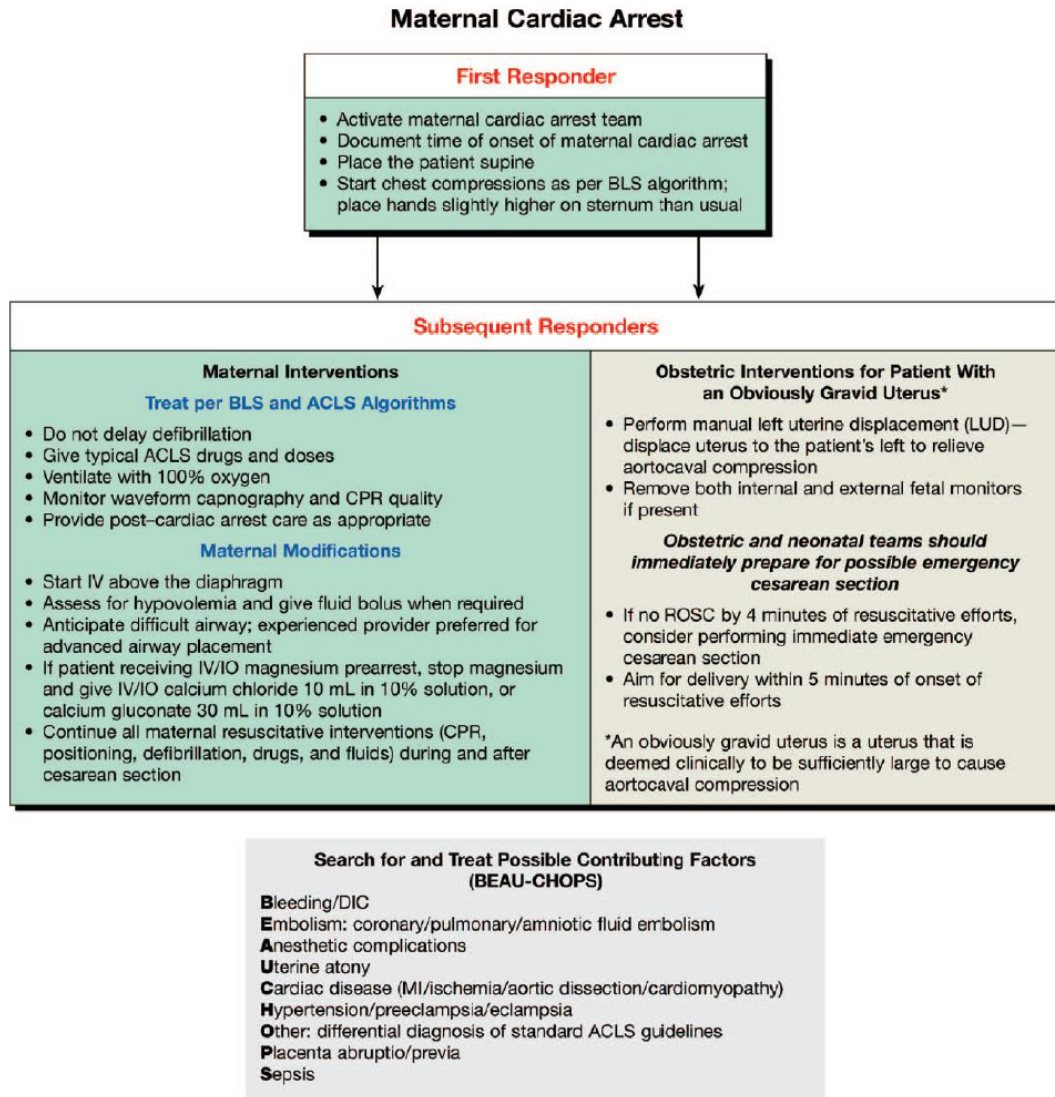 Maternal Cardiac Arrest
First Responder
• Activate maternal cardiac arrest team
• Document time of onset of maternal cardiac arrest
• Place the patient supine
• Start chest compressions as per BLS algorithm;
place hands slightly higher on sternum than usual
Subsequent Responders
Maternal Interventions
Treat per BLS and ACLS Algorithms
• Do not delay defibrillation
• Give typical ACLS drugs and doses
• Ventilate with 100% oxygen
• Monitor waveform capnography and CPR quality
• Provide post–cardiac arrest care as appropriate
Maternal Modifications
• Start IV above the diaphragm
• Assess for hypovolemia and give fluid bolus when required
• Anticipate difficult airway; experienced provider preferred for
advanced airway placement
• If patient receiving IV/IO magnesium prearrest, stop magnesium
and give IV/IO calcium chloride 10 mL in 10% solution, or
calcium gluconate 30 mL in 10% solution
• Continue all maternal resuscitative interventions (CPR,
positioning, defibrillation, drugs, and fluids) during and after
cesarean section
Obstetric Interventions for Patient With
an Obviously Gravid Uterus*
• Perform manual left uterine displacement (LUD)—
displace uterus to the patient's left to relieve
aortocaval compression
• Remove both internal and external fetal monitors
if present
Obstetric and neonatal teams should
immediately prepare for possible emergency
cesarean section
• If no ROSC by 4 minutes of resuscitative efforts,
consider performing immediate emergency
cesarean section
• Aim for delivery within 5 minutes of onset of
resuscitative efforts
*An obviously gravid uterus is a uterus that is
deemed clinically to be sufficiently large to cause
aortocaval compression
Search for and Treat Possible Contributing Factors
(BEAU-CHOPS)
Bleeding/DIC
Embolism: coronary/pulmonary/amniotic fluid embolism
Anesthetic complications
Uterine atony
Cardiac disease (MI/ischemia/aortic dissection/cardiomyopathy)
Hypertension/preeclampsia/eclampsia
Other: differential diagnosis of standard ACLS guidelines
Placenta abruptio/previa
Sepsis